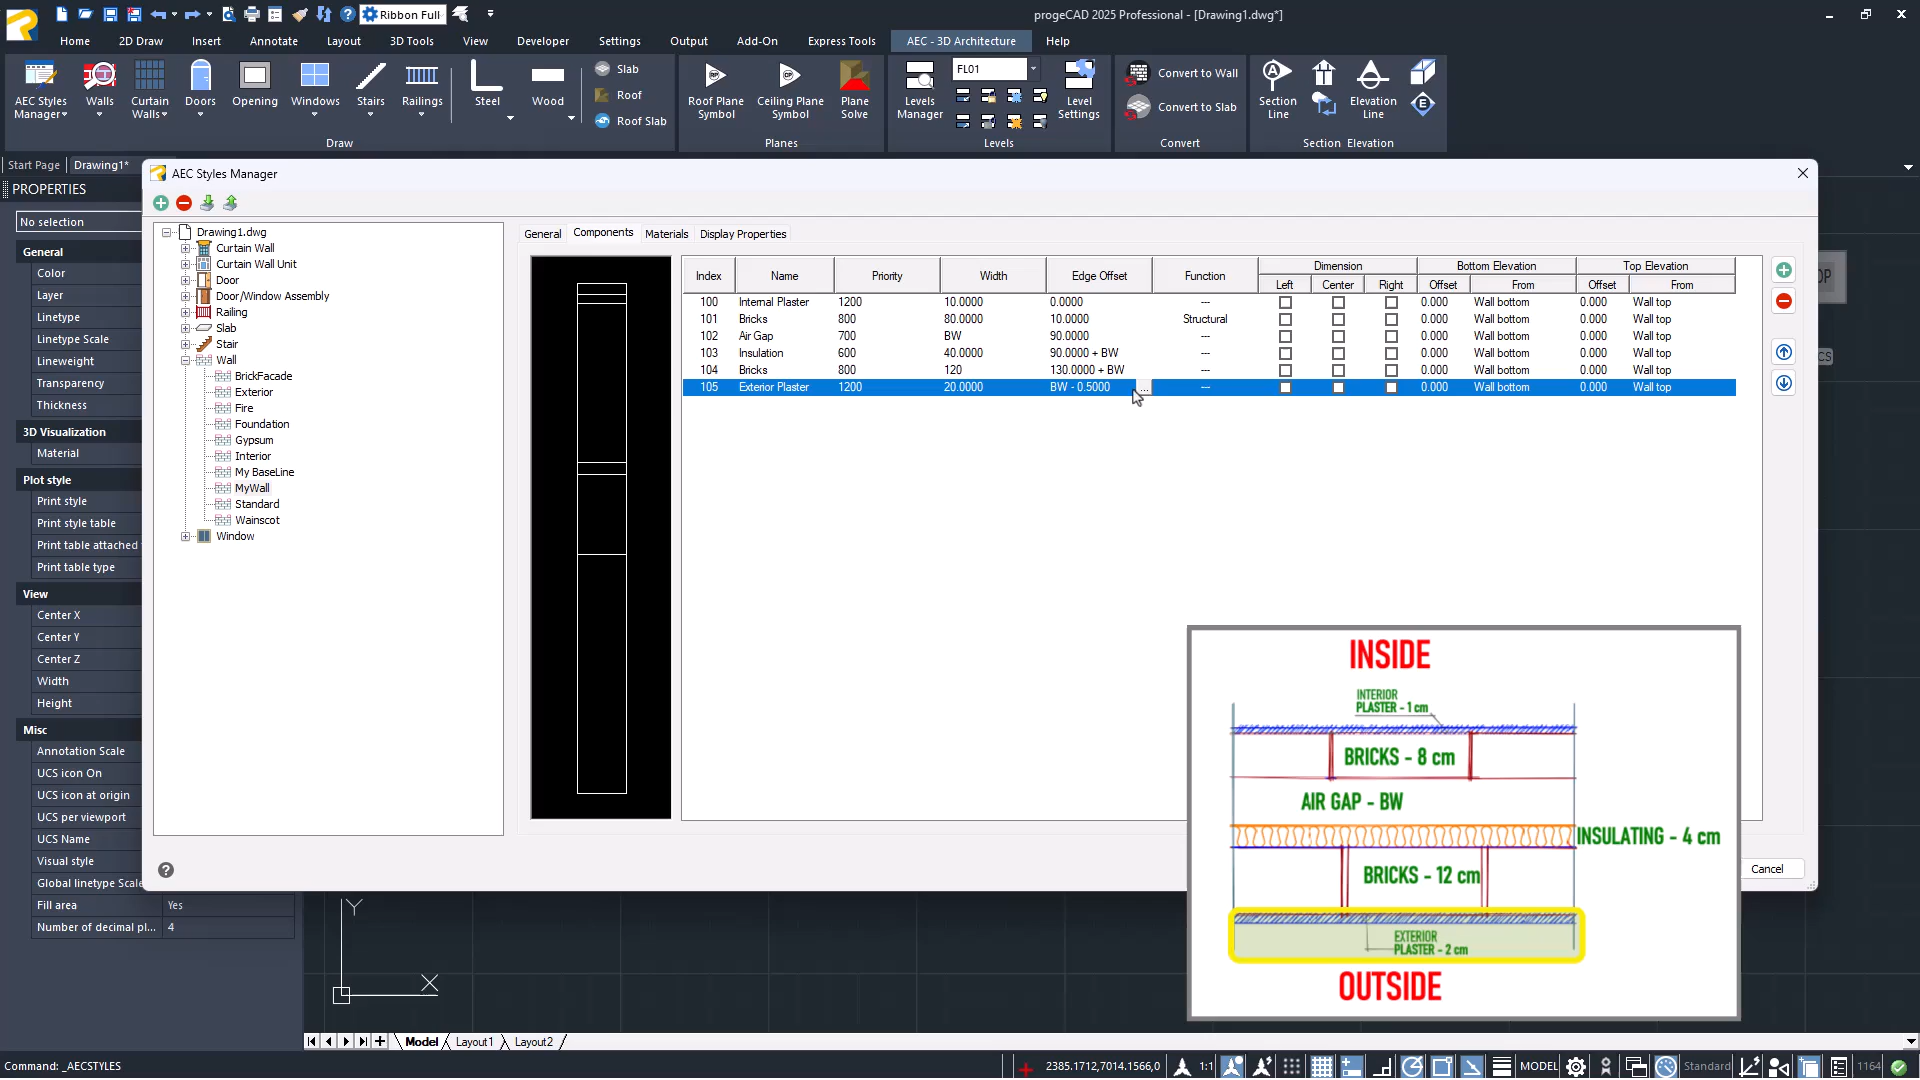 Ribbon Full
progeCAD 2025 Professional - [Drawing1.dwg*]
Home 2D Draw Insert Annotate Layout 3D Tools View Developer Settings Output Add-On Express Tools AEC - 3D Architecture Help
AEC Styles Manager
Walls
Curtain Walls
Doors
Opening
Windows
Stairs
Railings
Steel
Wood
Slab
Roof
Roof Slab
Draw
Roof Plane Symbol
Ceiling Plane Symbol
Plane Solve
Planes
Levels Manager
FL01
Level Settings
Levels
Convert to Wall
Convert to Slab
Convert
Section Line
Elevation Line
Section Elevation
Start Page Drawing1*
PROPERTIES
No selection
General
Color
Layer
Linetype
Linetype Scale
Lineweight
Transparency
Thickness
3D Visualization
Material
Plot style
Print style
Print style table
Print table attached
Print table type
View
Center X
Center Y
Center Z
Width
Height
Misc
Annotation Scale
UCS icon On
UCS icon at origin
UCS per viewport
UCS Name
Visual style
Global linetype Scale
Fill area Yes
Number of decimal pl... 4
AEC Styles Manager
Drawing1.dwg
Curtain Wall
Curtain Wall Unit
Door
Door/Window Assembly
Railing
Slab
Stair
Wall
BrickFacade
Exterior
Fire
Foundation
Gypsum
Interior
My BaseLine
MyWall
Standard
Wainscot
Window
General Components Materials Display Properties
Index Name Priority Width Edge Offset Function Dimension Bottom Elevation Top Elevation
Left Center Right Offset From Offset From
100 Internal Plaster 1200 10.0000 0.0000 --- 0.000 Wall bottom 0.000 Wall top
101 Bricks 800 80.0000 10.0000 Structural 0.000 Wall bottom 0.000 Wall top
102 Air Gap 700 BW 90.0000 --- 0.000 Wall bottom 0.000 Wall top
103 Insulation 600 40.0000 90.0000 + BW --- 0.000 Wall bottom 0.000 Wall top
104 Bricks 800 120 130.0000 + BW --- 0.000 Wall bottom 0.000 Wall top
105 Exterior Plaster 1200 20.0000 BW - 0.5000 ... --- 0.000 Wall bottom 0.000 Wall top
INSIDE
INTERIOR
PLASTER - 1 cm
BRICKS - 8 cm
AIR GAP - BW
INSULATING - 4 cm
BRICKS - 12 cm
EXTERIOR
PLASTER - 2 cm
OUTSIDE
Cancel
Y
X
Model Layout1 Layout2
Command: _AECSTYLES
2385.1712,7014.1566,0 1:1 MODEL Standard 1164